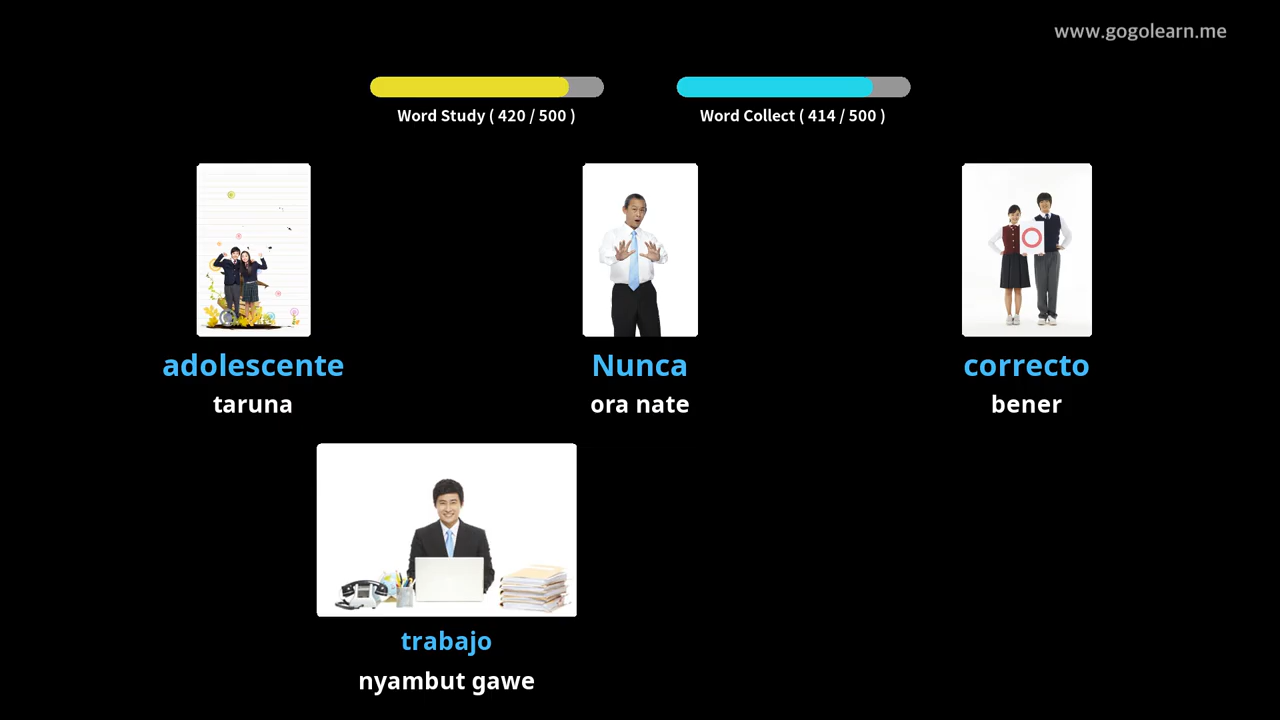 www.gogolearn.me
Word Study ( 420 / 500 )
Word Collect ( 414 / 500 )
adolescente
taruna
Nunca
ora nate
correcto
bener
trabajo
nyambut gawe